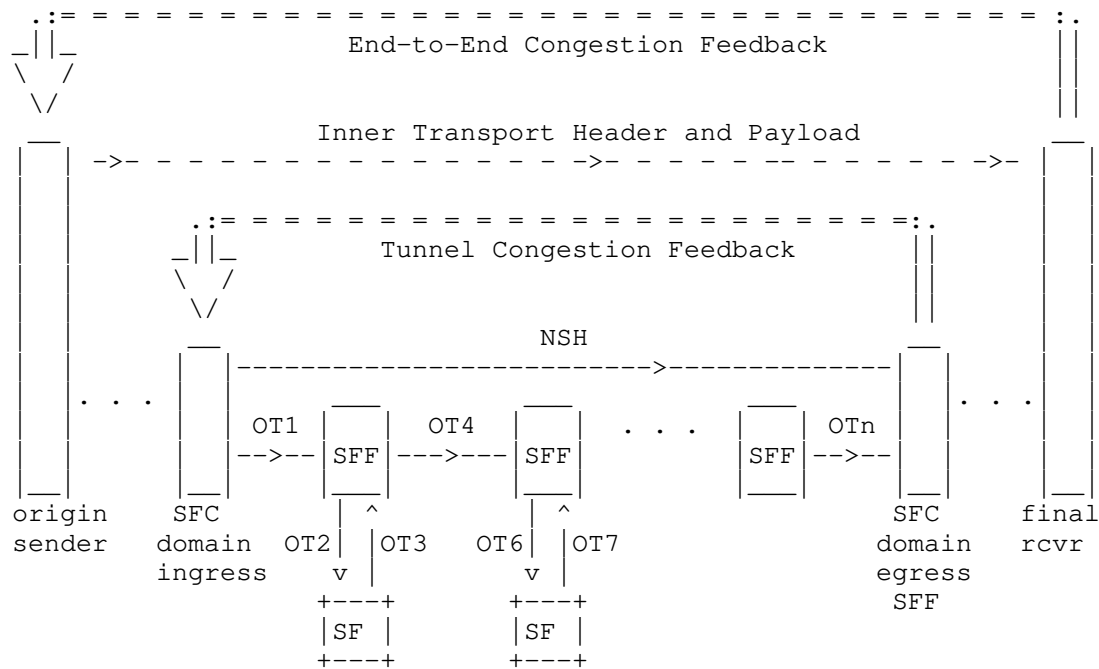 End-to-End Congestion Feedback
Inner Transport Header and Payload
Tunnel Congestion Feedback
NSH
. . . . . .
OT1 OT4 . . . OTn
SFF SFF SFF
origin SFC SFC final
sender domain OT2 OT3 OT6 OT7 domain rcvr
ingress v v egress
SFF
SF SF